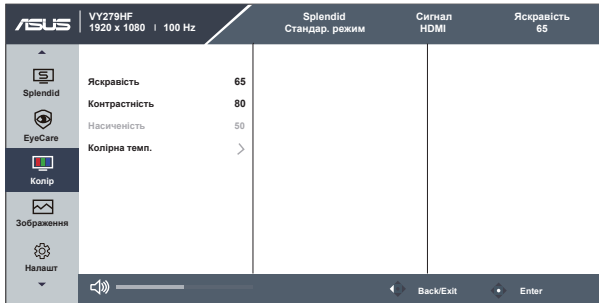 ASUS
VY279HF
1920 x 1080 | 100 Hz
Splendid
Стандар. режим
Сигнал
HDMI
Яскравість
65
Splendid
EyeCare
Колір
Зображення
Налашт
Яскравість 65
Контрастність 80
Насиченість 50
Колірна темп.
Back/Exit
Enter